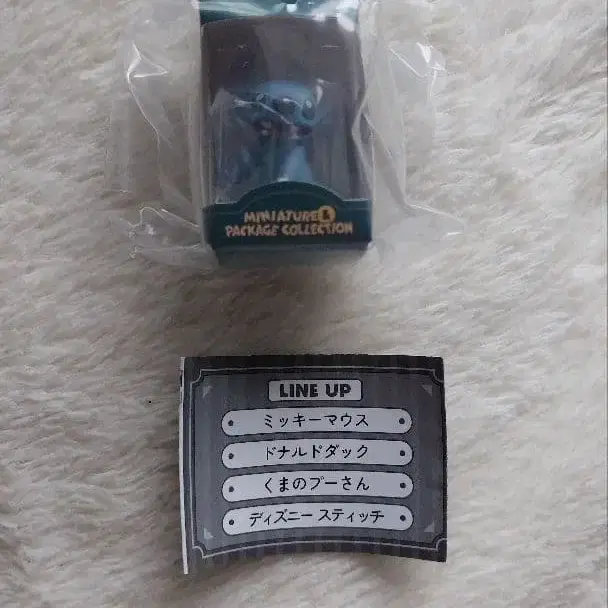 MINIATURE &
PACKAGE COLLECTION
LINE UP
ミッキーマウス
ドナルドダック
くまのプーさん
ディズニー スティッチ